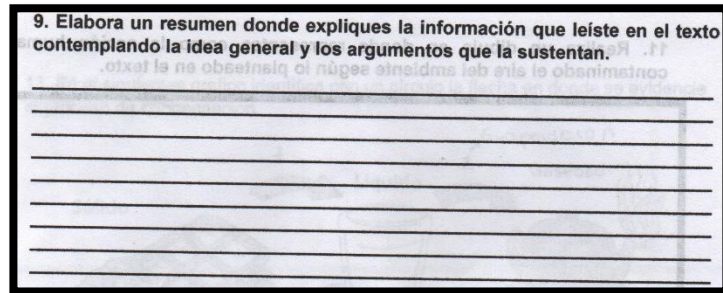 9. Elabora un resumen donde expliques la información que leíste en el texto
contemplando la idea general y dos argumentos que la sustentan.